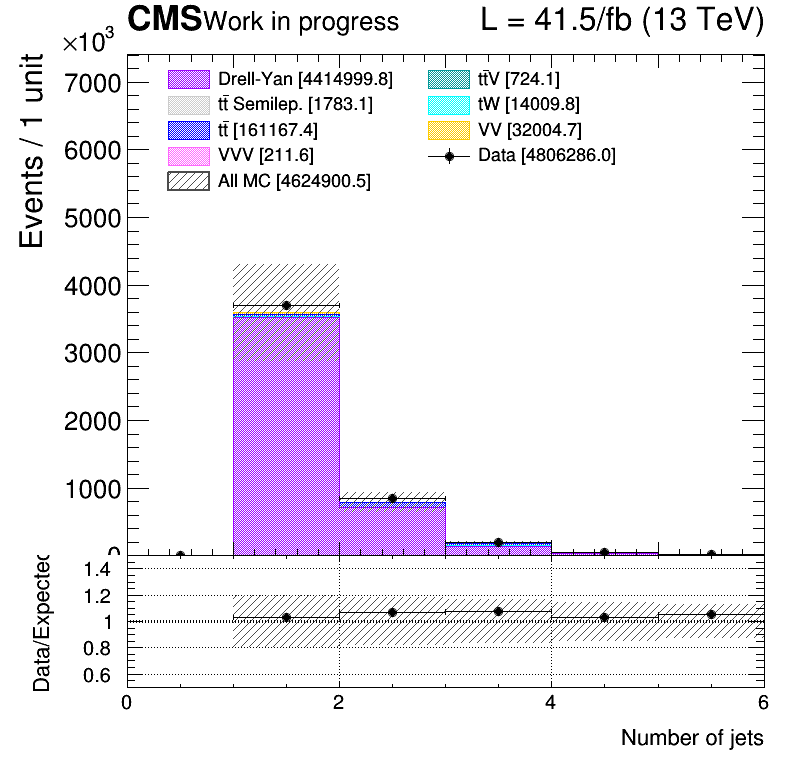 CMS Work in progress L = 41.5/fb (13 TeV)
×10³
Events / 1 unit
Drell-Yan [4414999.8]
tt̄V [724.1]
tt̄ Semilep. [1783.1]
tW [14009.8]
tt̄ [161167.4]
VV [32004.7]
VVV [211.6]
Data [4806286.0]
All MC [4624900.5]
7000
6000
5000
4000
3000
2000
1000
0
Data/Expected
1.4
1.2
1
0.8
0.6
0 2 4 6
Number of jets